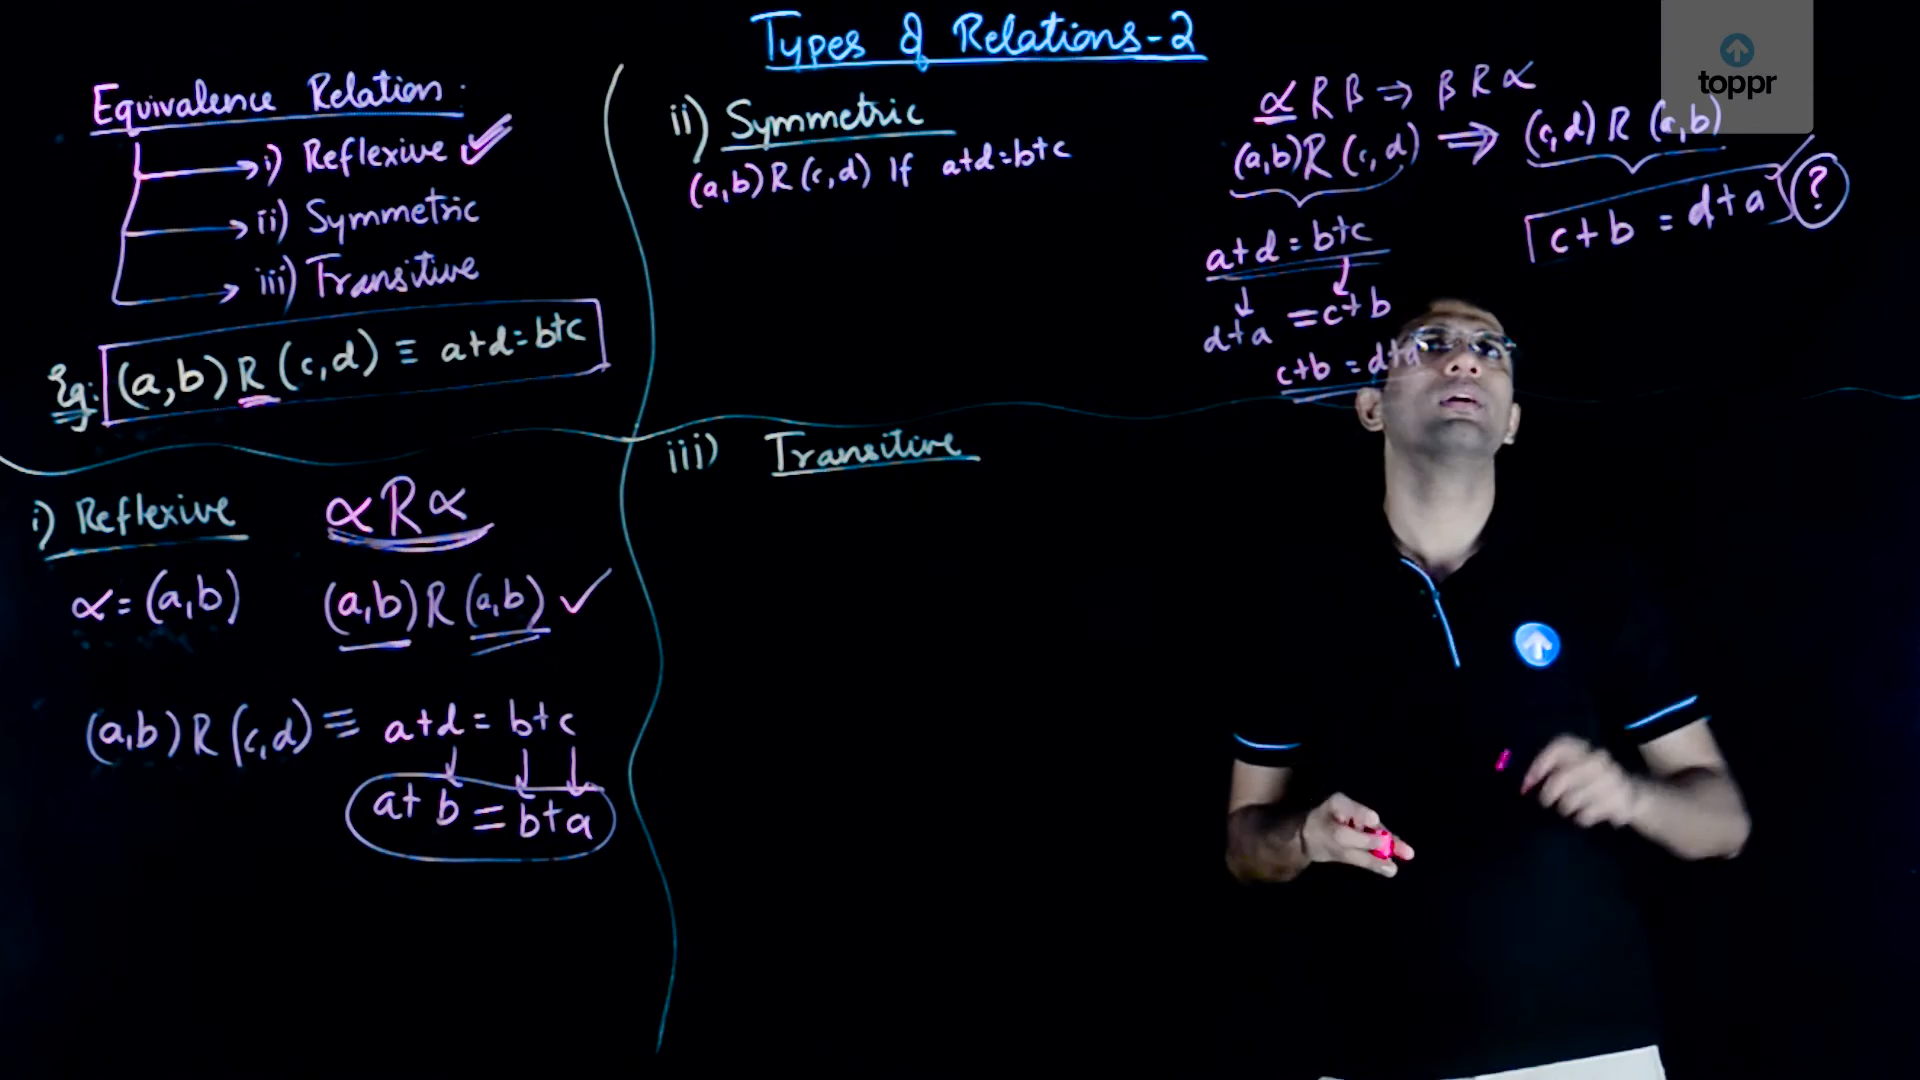 Types of Relations-2
toppr
Equivalence Relation:
i) Reflexive ✓
ii) Symmetric
iii) Transitive
Eg: (a,b) R (c,d) ≡ a+d=b+c
i) Reflexive
α R α
α = (a,b)
(a,b) R (a,b) ✓
(a,b) R (c,d) ≡ a+d = b+c
a+b = b+a
ii) Symmetric
(a,b) R (c,d) If a+d=b+c
α R β ⇒ β R α
(a,b) R (c,d) ⇒ (c,d) R (a,b)
a+d = b+c
c+b = d+a ?
d+a = c+b
c+b = d+a
iii) Transitive